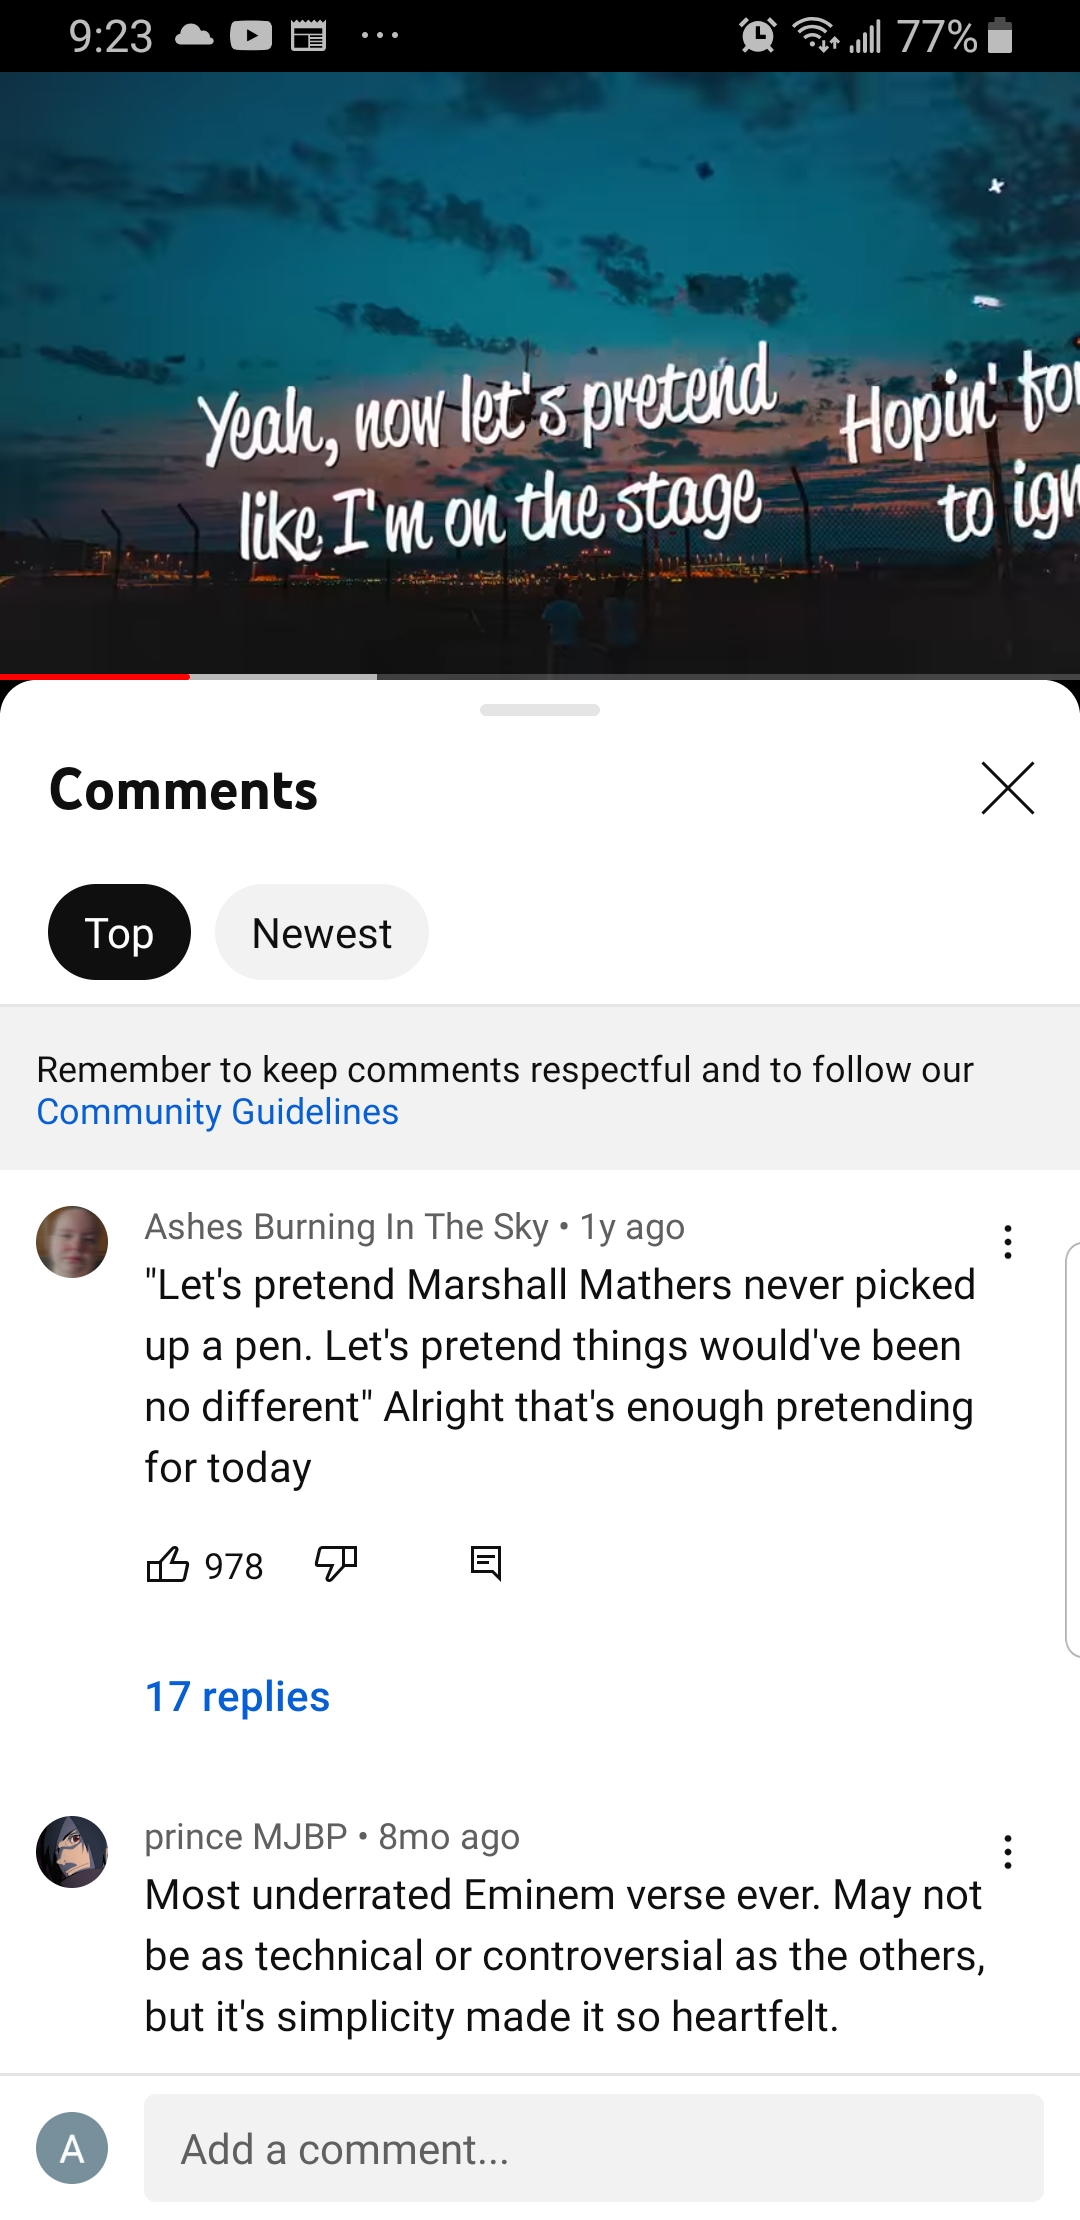 9:23
77%
Yeah, now let's pretend
like I'm on the stage
Hopin'
to
Comments
Top
Newest
Remember to keep comments respectful and to follow our
Community Guidelines
Ashes Burning In The Sky • 1y ago
"Let's pretend Marshall Mathers never picked
up a pen. Let's pretend things would've been
no different" Alright that's enough pretending
for today
978
17 replies
prince MJBP • 8mo ago
Most underrated Eminem verse ever. May not
be as technical or controversial as the others,
but it's simplicity made it so heartfelt.
A
Add a comment...